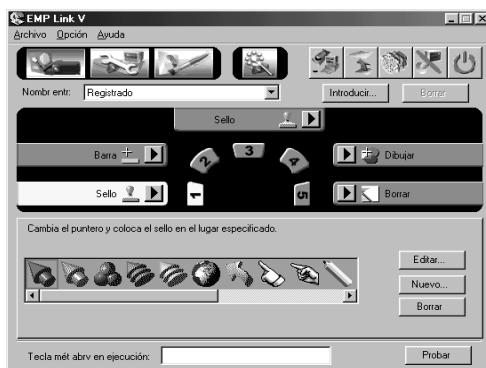 EMP Link V
Archivo Opción Ayuda
Nombr entr: Registrado Introducir... Borrar
Sello
3
2 4
Barra Dibujar
Sello 1 5 Borrar
Cambia el puntero y coloca el sello en el lugar especificado.
Editar...
Nuevo...
Borrar
Tecla mét abrv en ejecución: Probar